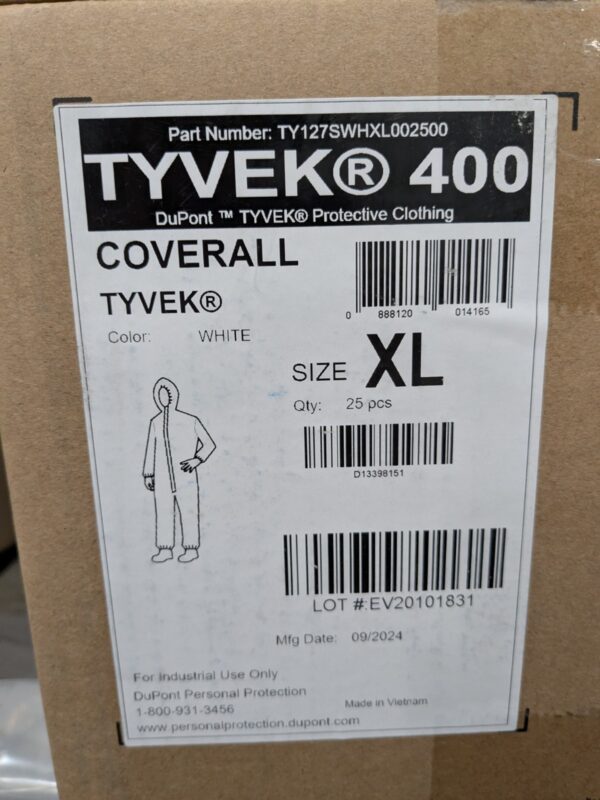 Part Number: TY127SWHXL002500
TYVEK® 400
DuPont ™ TYVEK® Protective Clothing
COVERALL
TYVEK®
0 888120 014165
Color: WHITE
SIZE XL
Qty: 25 pcs
D13398151
LOT #:EV20101831
Mfg Date: 09/2024
For Industrial Use Only
DuPont Personal Protection
1-800-931-3456
Made in Vietnam
www.personalprotection.dupont.com